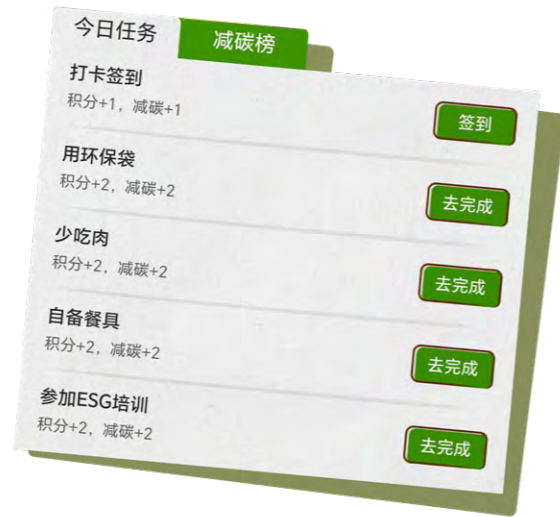 今日任务
减碳榜
打卡签到
积分+1，减碳+1
签到
用环保袋
积分+2，减碳+2
去完成
少吃肉
积分+2，减碳+2
去完成
自备餐具
积分+2，减碳+2
去完成
参加ESG培训
积分+2，减碳+2
去完成